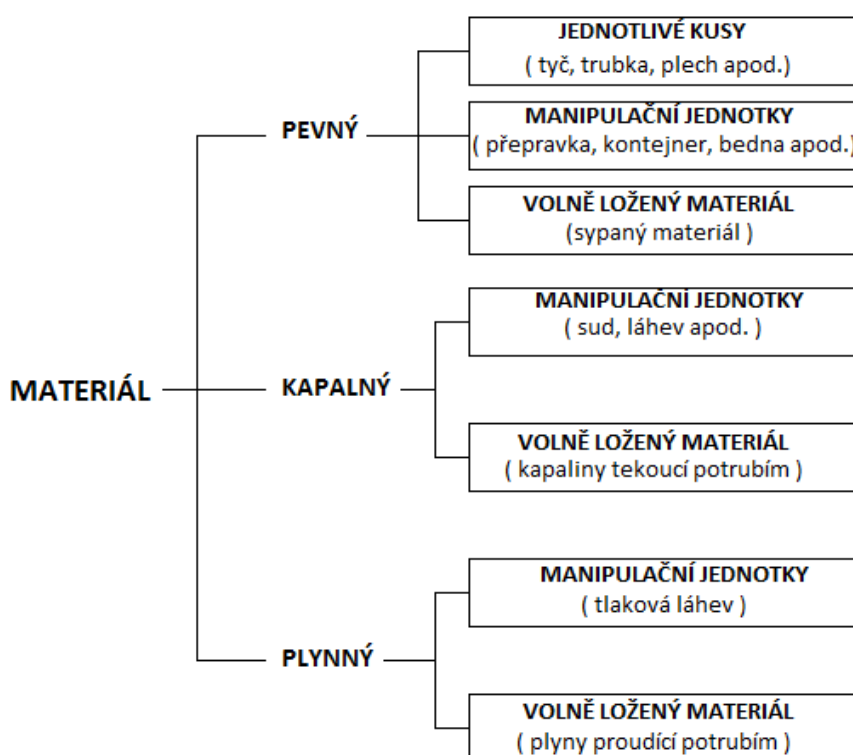 MATERIÁL
PEVNÝ
JEDNOTLIVÉ KUSY
( tyč, trubka, plech apod.)
MANIPULAČNÍ JEDNOTKY
( přepravka, kontejner, bedna apod.)
VOLNĚ LOŽENÝ MATERIÁL
(sypaný materiál )
KAPALNÝ
MANIPULAČNÍ JEDNOTKY
( sud, láhev apod. )
VOLNĚ LOŽENÝ MATERIÁL
( kapaliny tekoucí potrubím )
PLYNNÝ
MANIPULAČNÍ JEDNOTKY
( tlaková láhev )
VOLNĚ LOŽENÝ MATERIÁL
( plyny proudící potrubím )